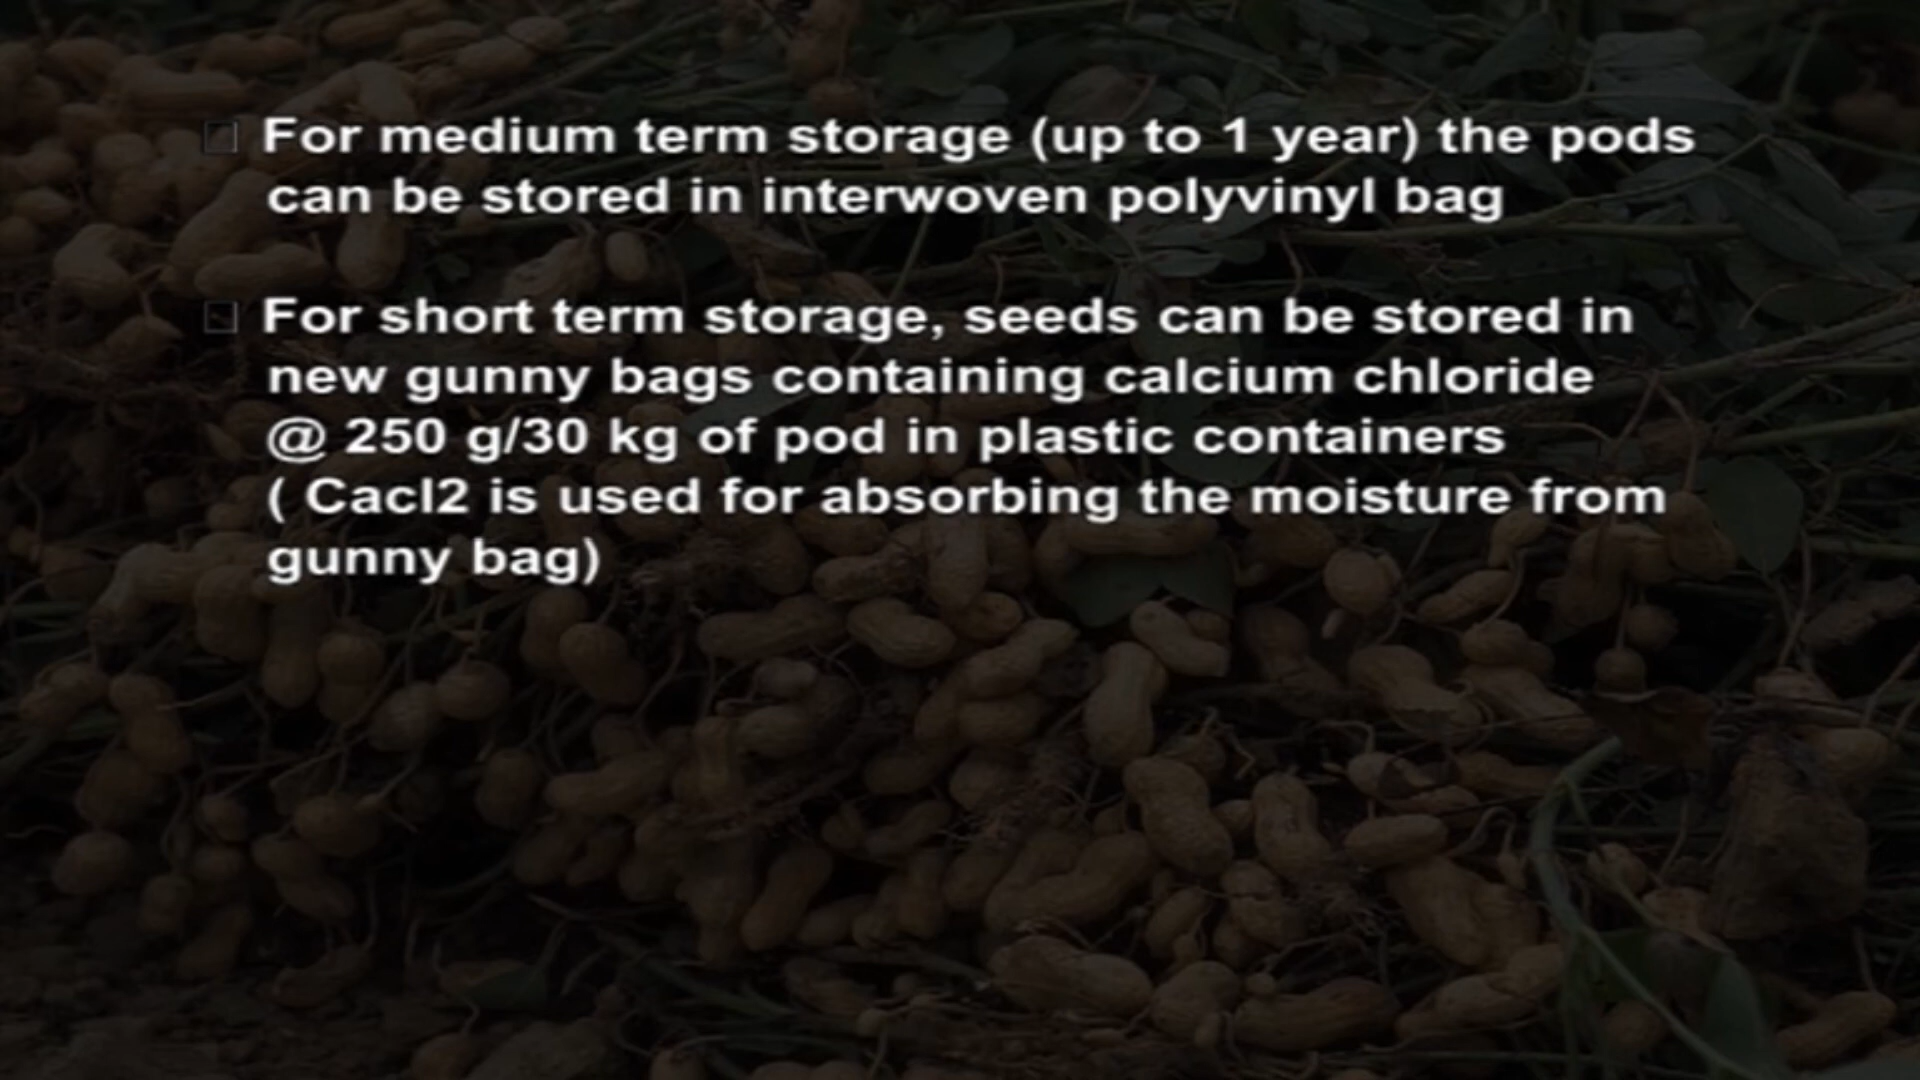 For medium term storage (up to 1 year) the pods
can be stored in interwoven polyvinyl bag
For short term storage, seeds can be stored in
new gunny bags containing calcium chloride
@ 250 g/30 kg of pod in plastic containers
( Cacl2 is used for absorbing the moisture from
gunny bag)